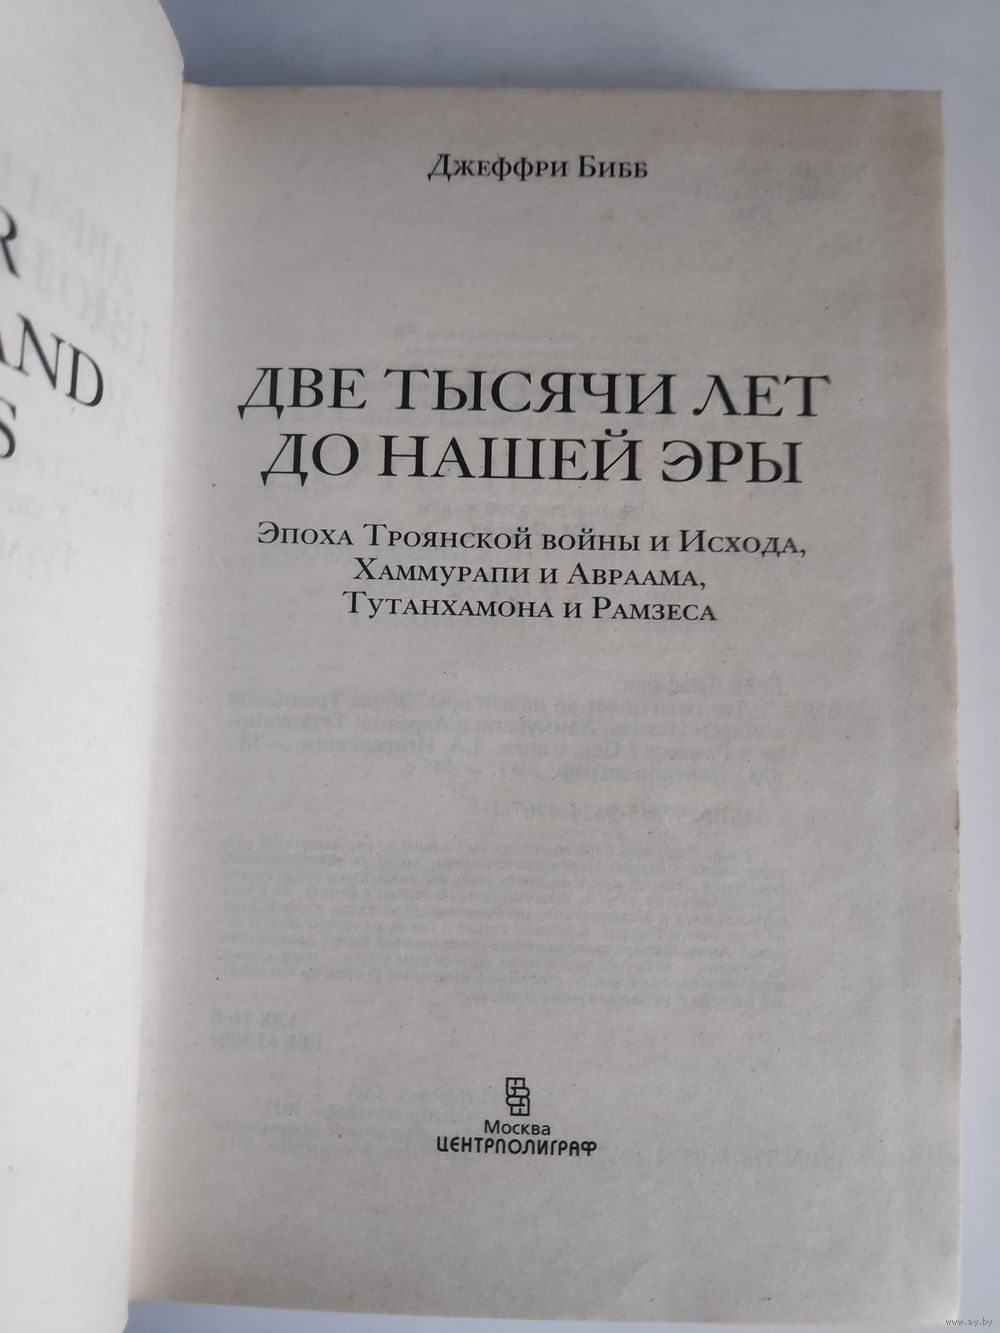 R
AND
S
Джеффри Бибб
ДВЕ ТЫСЯЧИ ЛЕТ
ДО НАШЕЙ ЭРЫ
Эпоха Троянской войны и Исхода,
Хаммурапи и Авраама,
Тутанхамона и Рамзеса
Москва
ЦЕНТРПОЛИГРАФ
www.ay.by